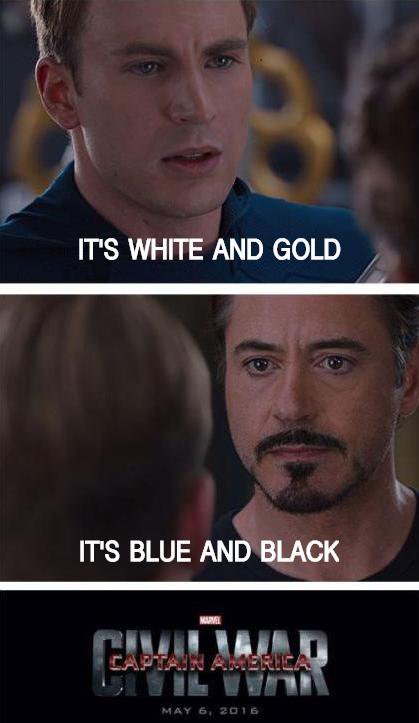 IT'S WHITE AND GOLD
IT'S BLUE AND BLACK
MARVEL
CIVIL WAR
CAPTAIN AMERICA
MAY 6, 2016